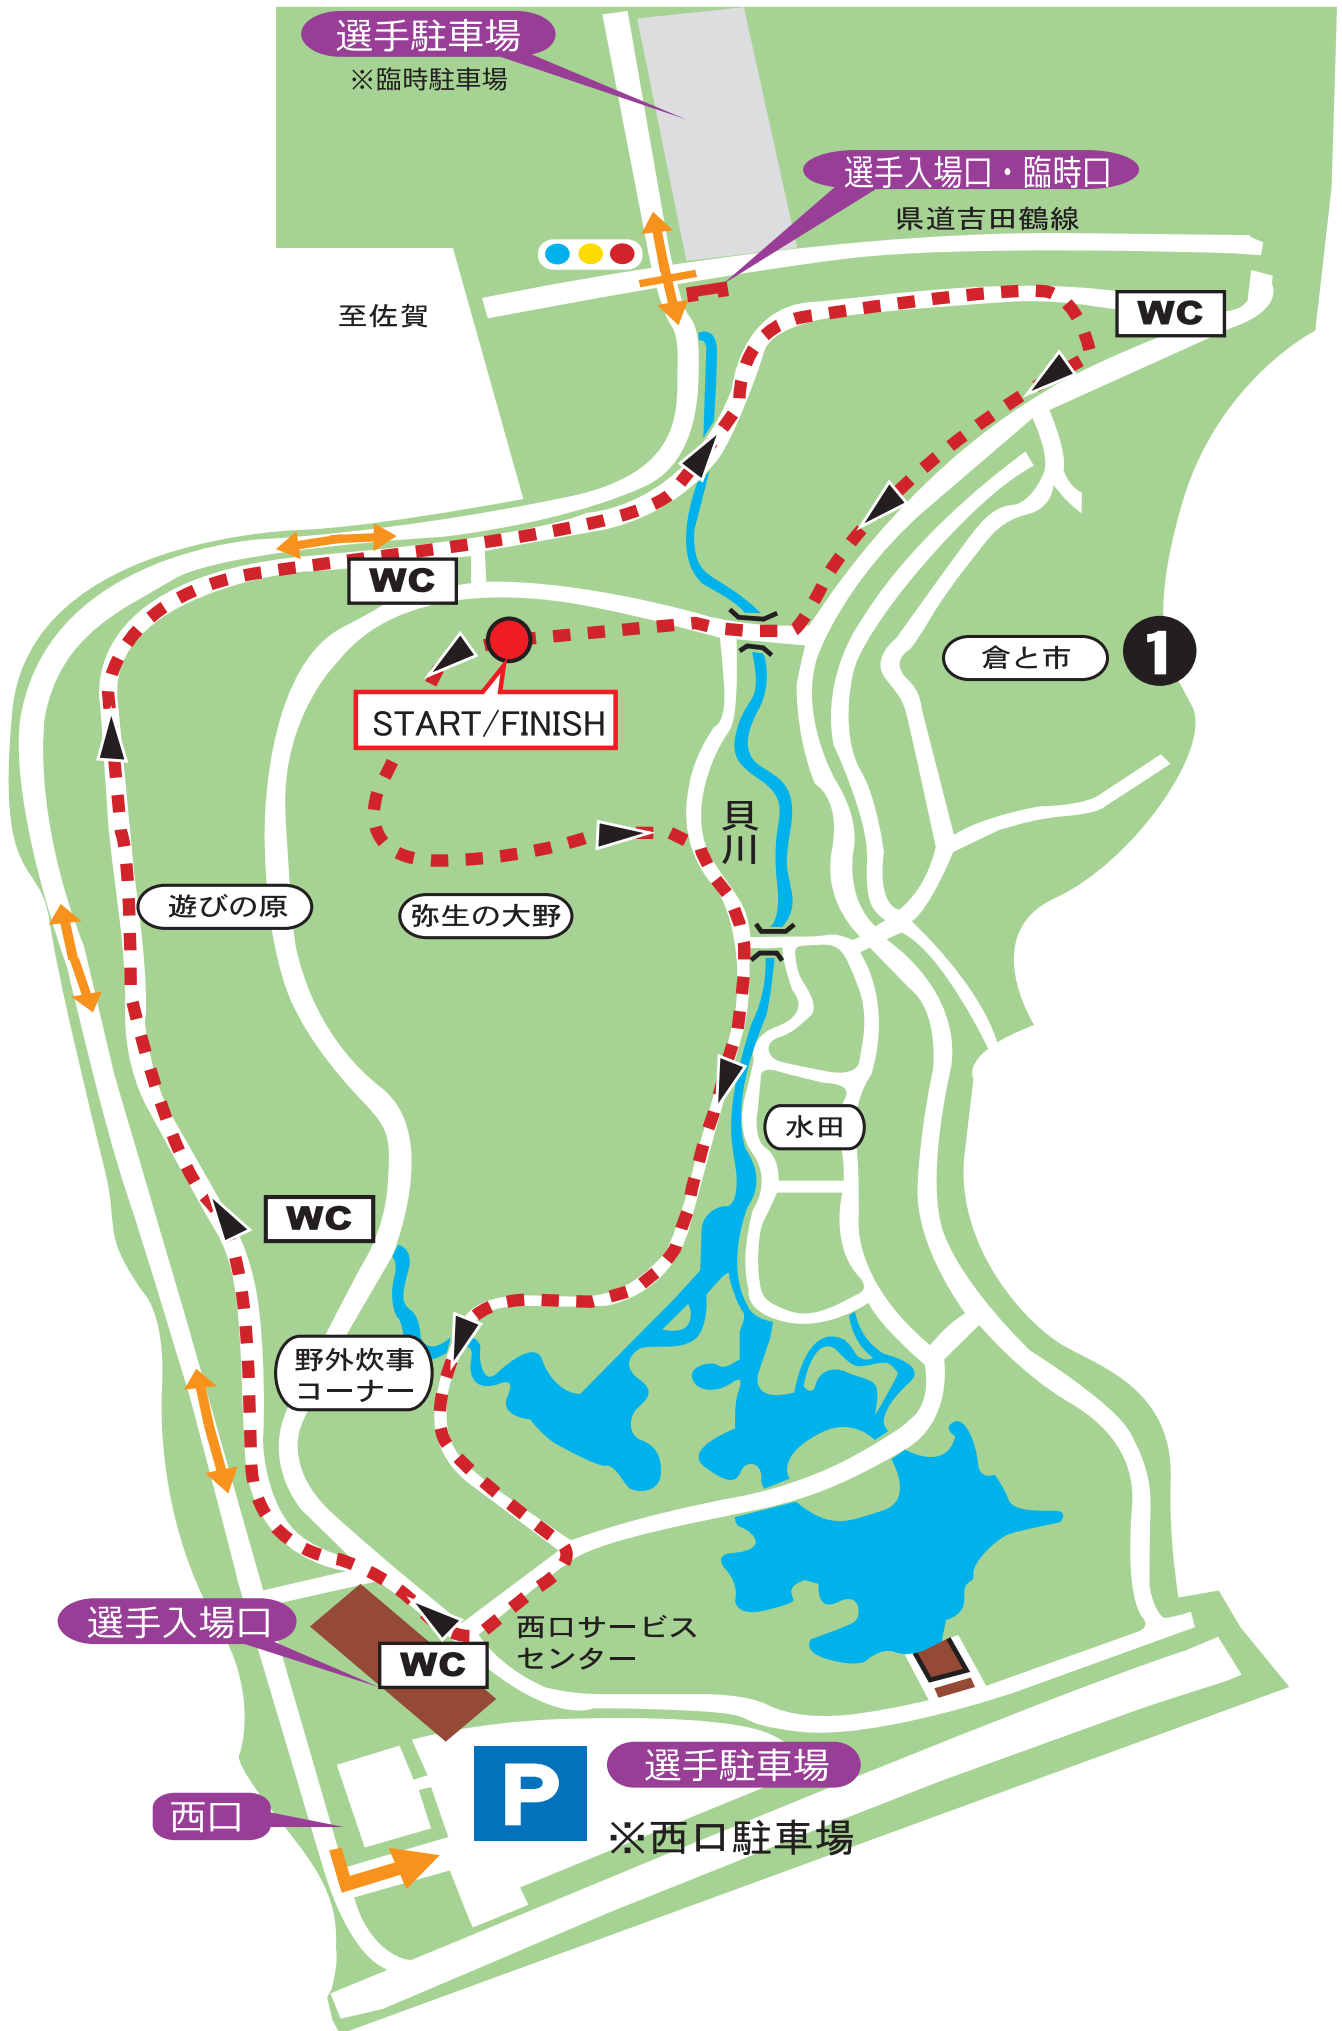 選手駐車場
※臨時駐車場
選手入場口・臨時口
県道吉田鶴線
至佐賀
WC
WC
倉と市
1
START/FINISH
貝川
遊びの原
弥生の大野
水田
WC
野外炊事
コーナー
選手入場口
西口サービス
センター
WC
選手駐車場
P
西口
※西口駐車場